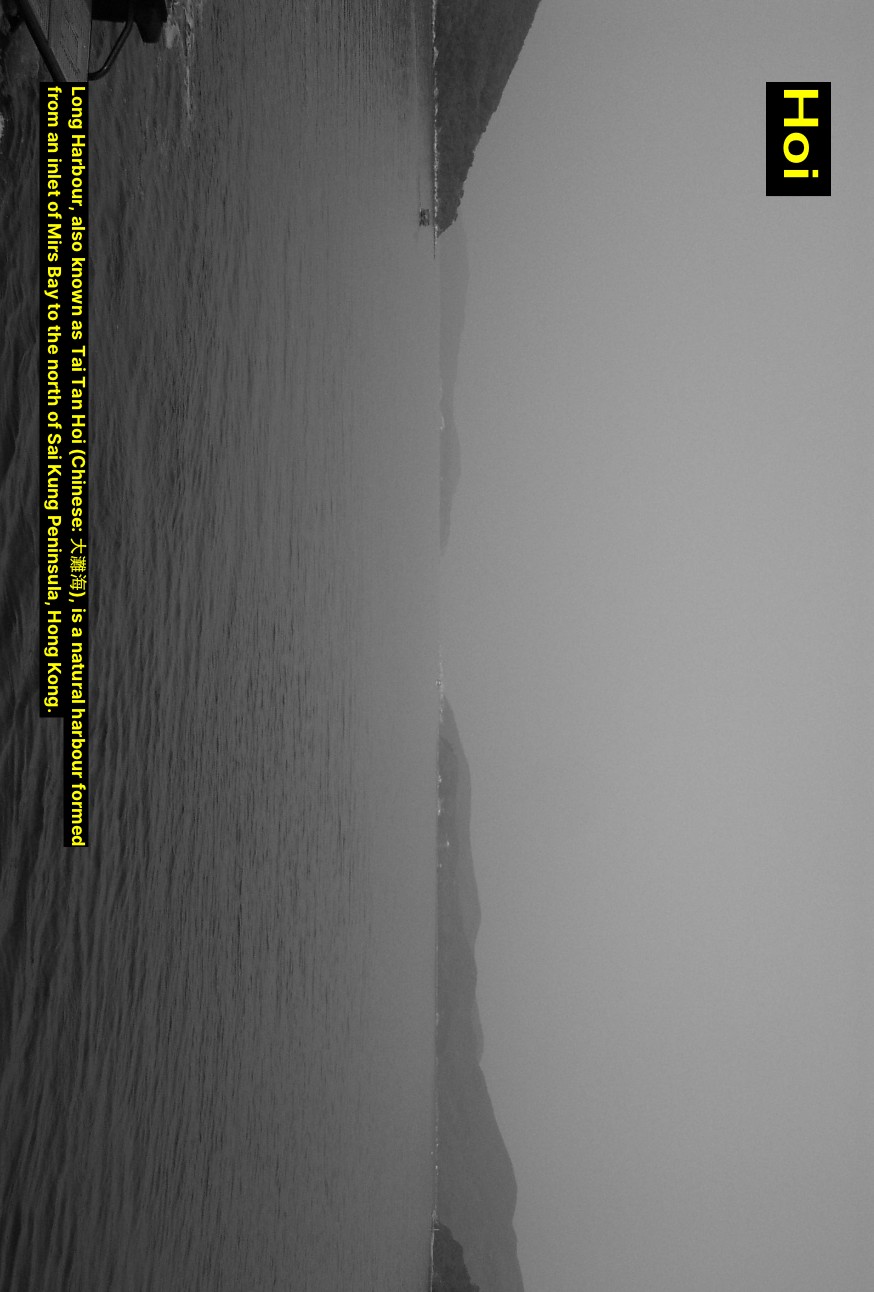 Hoi
Long Harbour, also known as Tai Tan Hoi (Chinese: 大灘海), is a natural harbour formed
from an inlet of Mirs Bay to the north of Sai Kung Peninsula, Hong Kong.